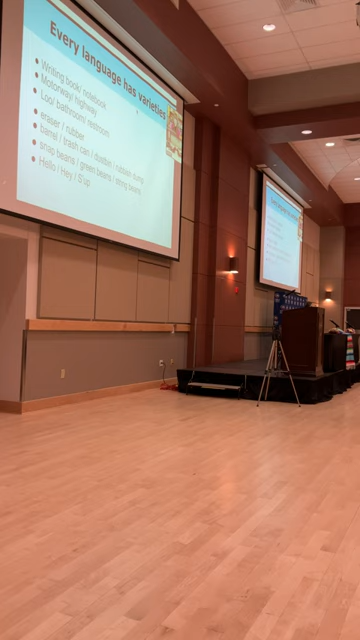 Every language has varieties
• Writing book/ notebook
• Motorway/ highway
• Loo/ bathroom/ restroom
• eraser / rubber
• barrel / trash can / dustbin / rubbish dump
• snap beans / green beans / string beans
• Hello / Hey / S'up